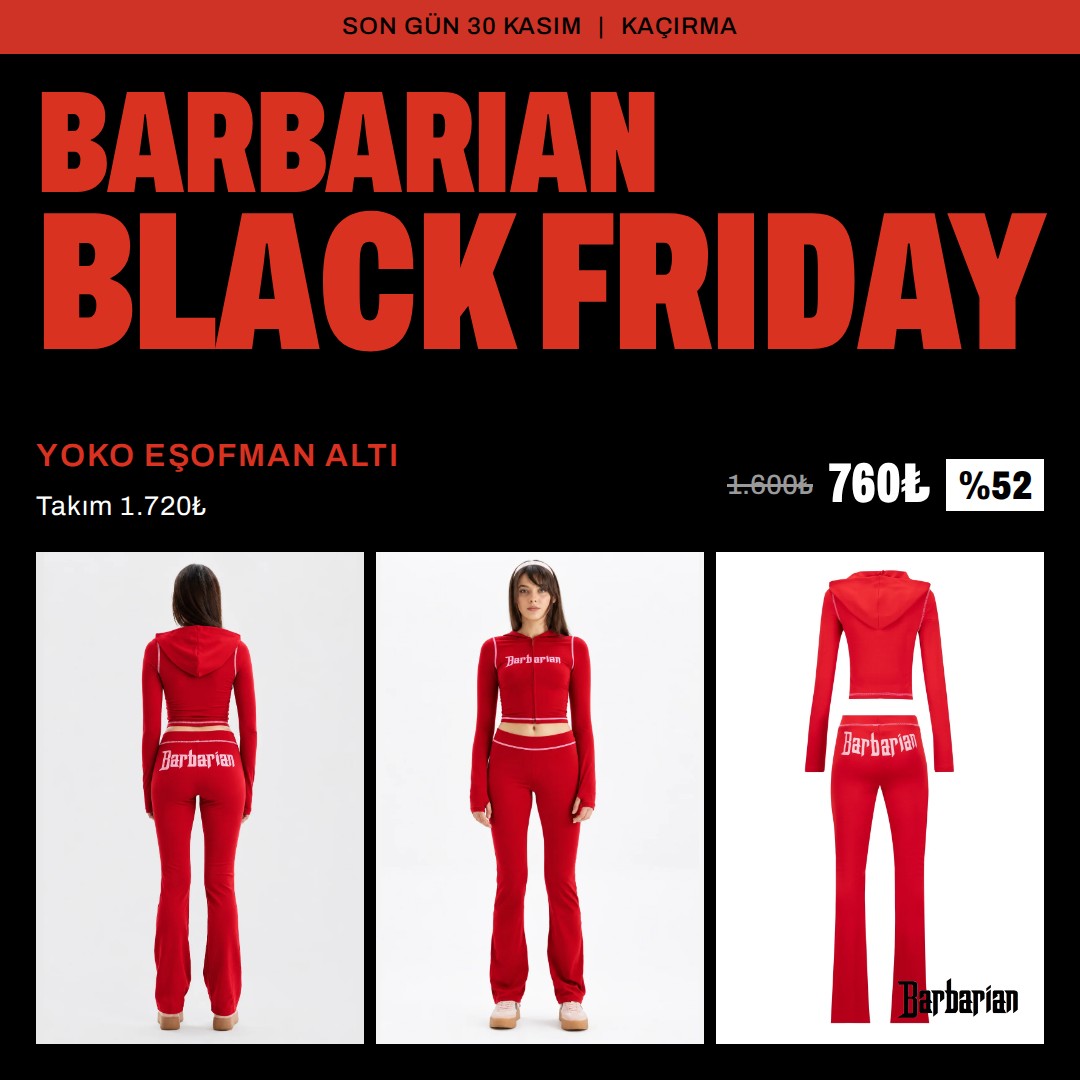 SON GÜN 30 KASIM | KAÇIRMA
BARBARIAN
BLACK FRIDAY
YOKO EŞOFMAN ALTI
Takım 1.720₺
1.600₺ 760₺ %52
Barbarian
Barbarian
Barbarian
Barbarian